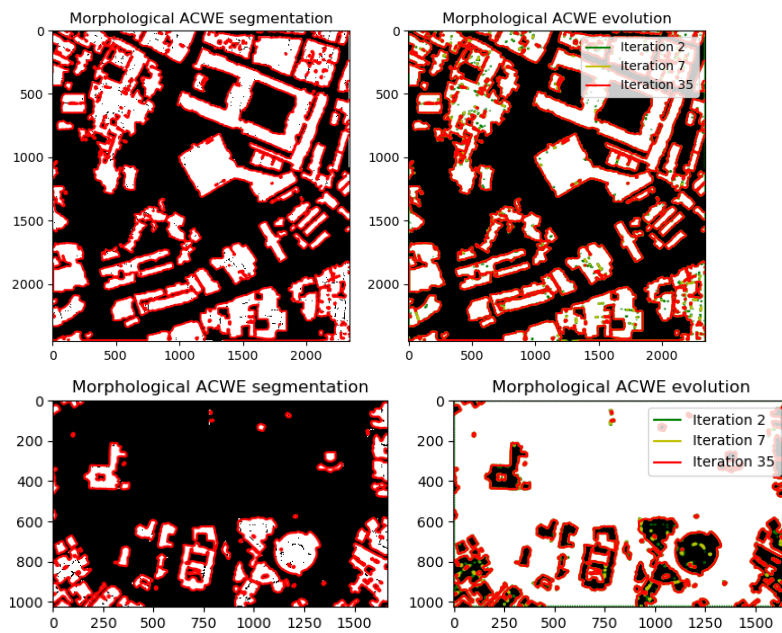 Morphological ACWE segmentation
0
500
1000
1500
2000
0 500 1000 1500 2000
Morphological ACWE evolution
Iteration 2
Iteration 7
Iteration 35
0
500
1000
1500
2000
0 500 1000 1500 2000
Morphological ACWE segmentation
0
200
400
600
800
1000
0 250 500 750 1000 1250 1500
Morphological ACWE evolution
Iteration 2
Iteration 7
Iteration 35
0
200
400
600
800
1000
0 250 500 750 1000 1250 1500